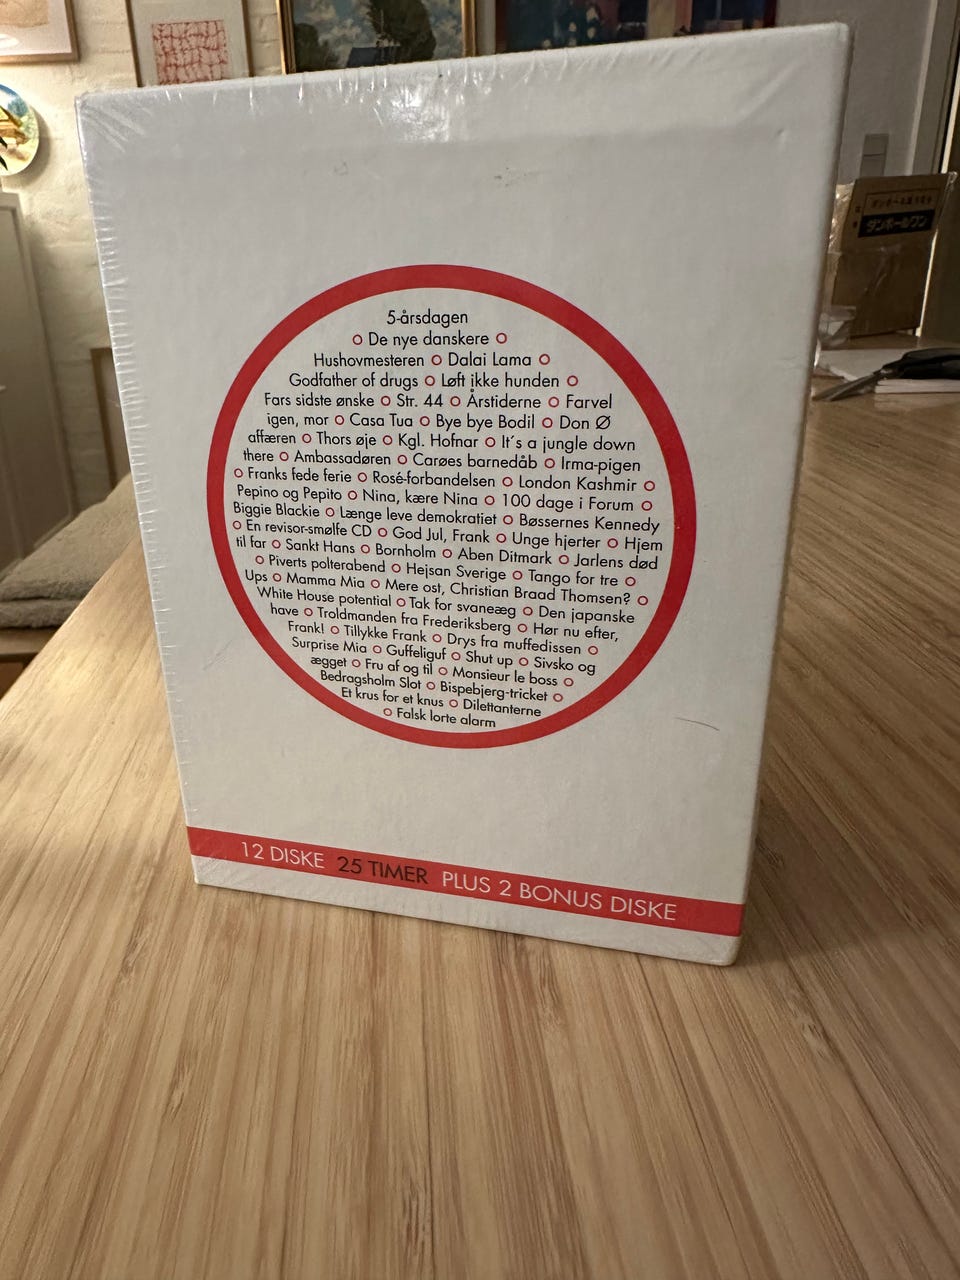 5-årsdagen
○ De nye danskere ○
Hushovmesteren ○ Dalai Lama ○
Godfather of drugs ○ Løft ikke hunden ○
Fars sidste ønske ○ Str. 44 ○ Årstiderne ○ Farvel
igen, mor ○ Casa Tua ○ Bye bye Bodil ○ Don Ø
affæren ○ Thors øje ○ Kgl. Hofnar ○ It´s a jungle down
there ○ Ambassadøren ○ Carøes barnedåb ○ Irma-pigen
○ Franks fede ferie ○ Rosé-forbandelsen ○ London Kashmir ○
Pepino og Pepito ○ Nina, kære Nina ○ 100 dage i Forum ○
Biggie Blackie ○ Længe leve demokratiet ○ Bøssernes Kennedy
○ En revisor-smølfe CD ○ God Jul, Frank ○ Unge hjerter ○ Hjem
til far ○ Sankt Hans ○ Bornholm ○ Aben Ditmark ○ Jarlens død
○ Piverts polterabend ○ Hejsan Sverige ○ Tango for tre ○
Ups ○ Mamma Mia ○ Mere ost, Christian Braad Thomsen? ○
White House potential ○ Tak for svaneæg ○ Den japanske
have ○ Troldmanden fra Frederiksberg ○ Hør nu efter,
Frank! ○ Tillykke Frank ○ Drys fra muffedissen ○
Surprise Mia ○ Guffeliguf ○ Shut up ○ Sivsko og
ægget ○ Fru af og til ○ Monsieur le boss ○
Bedragsholm Slot ○ Bispebjerg-tricket ○
Et krus for et knus ○ Dilettanterne
○ Falsk lorte alarm
12 DISKE 25 TIMER PLUS 2 BONUS DISKE
ダンボールワン